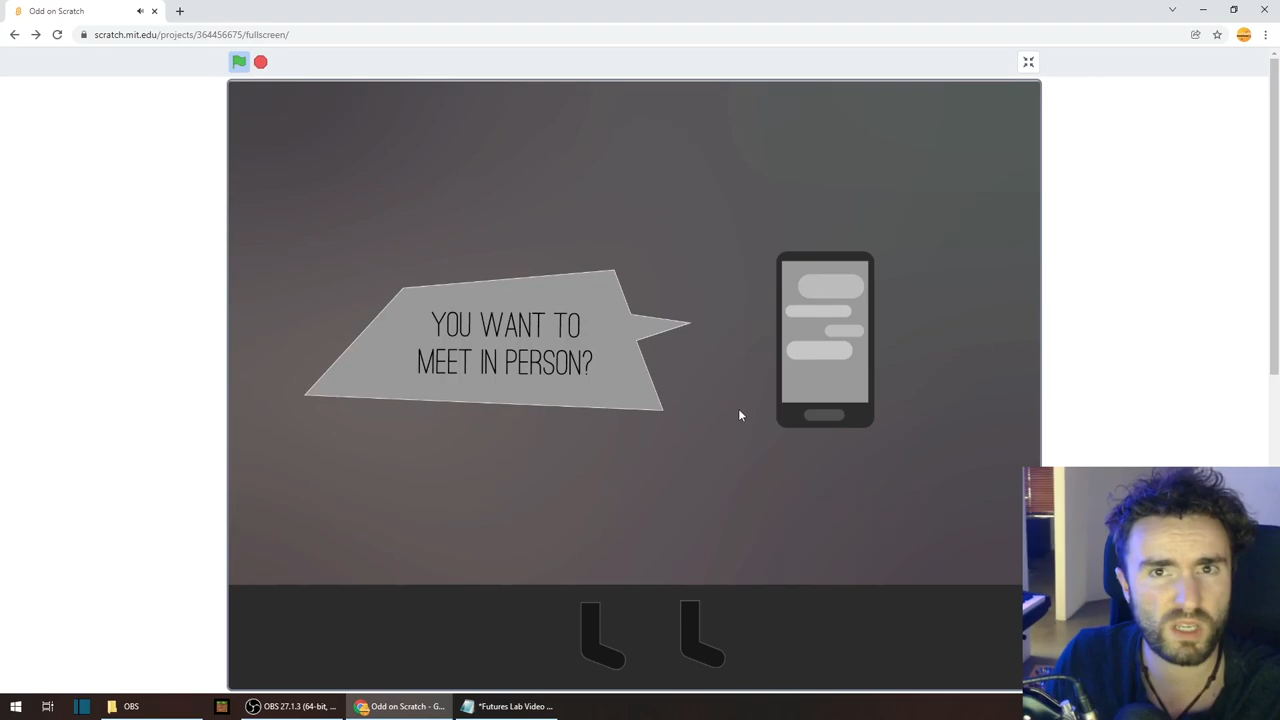 Odd on Scratch
scratch.mit.edu/projects/364456675/fullscreen/
YOU WANT TO
MEET IN PERSON?
OBS
OBS 27.1.3 (64-bit, ...
Odd on Scratch - G...
*Futures Lab Video ...